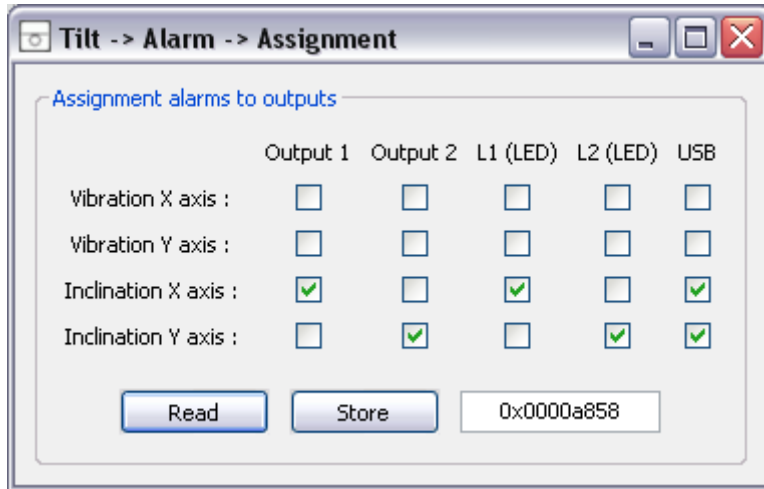 Tilt -> Alarm -> Assignment
Assignment alarms to outputs
Output 1 Output 2 L1 (LED) L2 (LED) USB
Vibration X axis :
Vibration Y axis :
Inclination X axis :
Inclination Y axis :
Read Store 0x0000a858